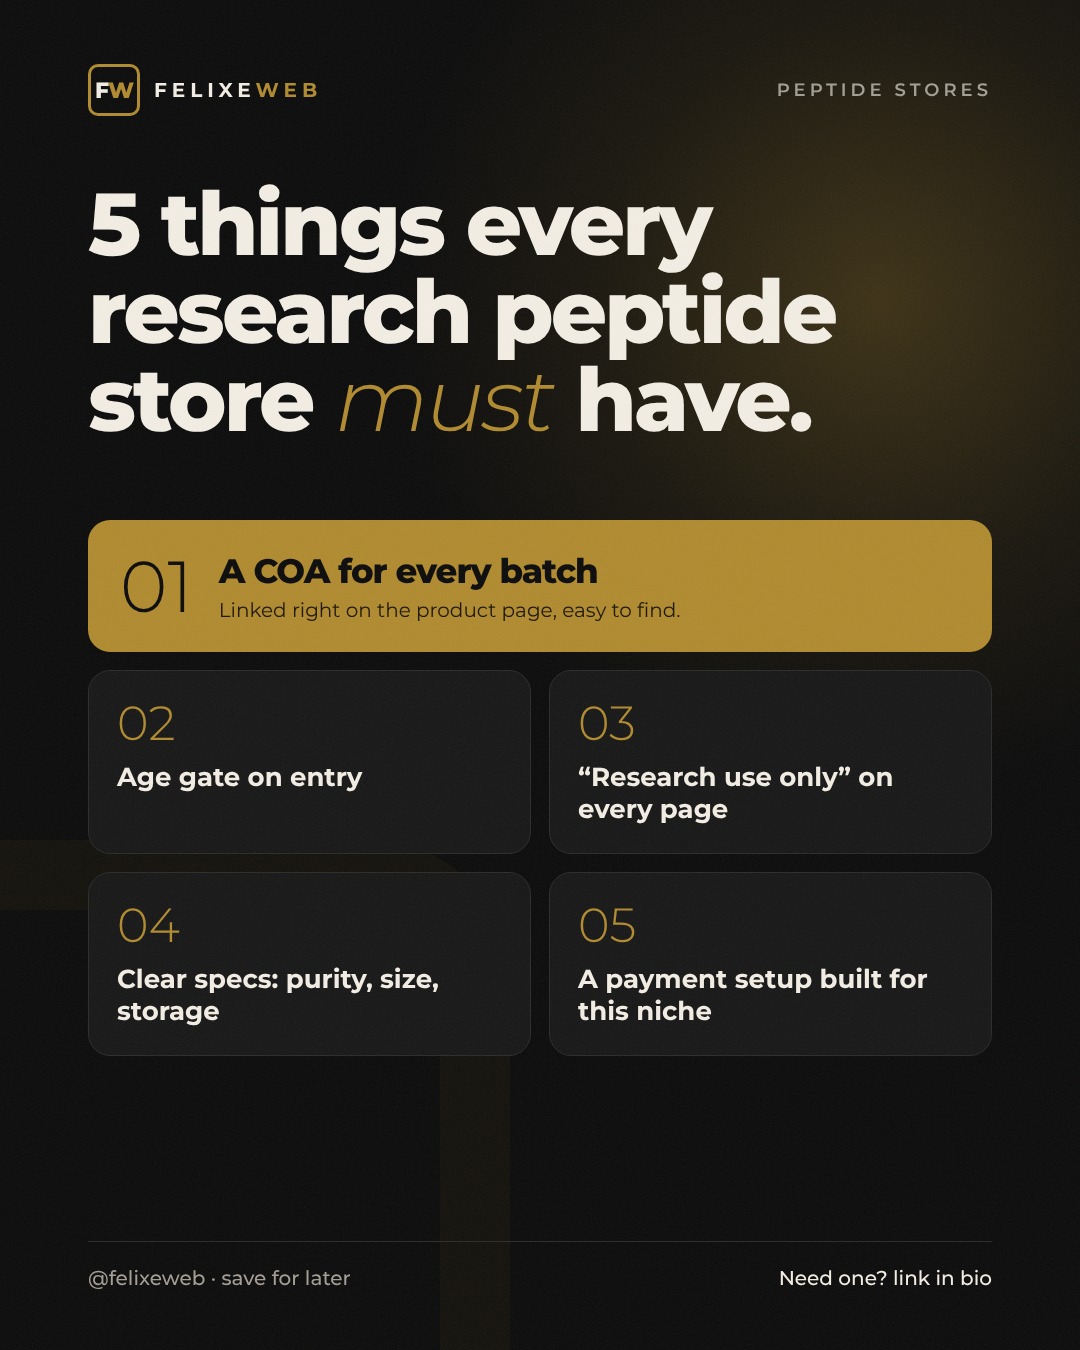 FW FELIXEWEB
PEPTIDE STORES
5 things every
research peptide
store must have.
01
A COA for every batch
Linked right on the product page, easy to find.
02
Age gate on entry
03
“Research use only” on
every page
04
Clear specs: purity, size,
storage
05
A payment setup built for
this niche
@felixeweb · save for later
Need one? link in bio